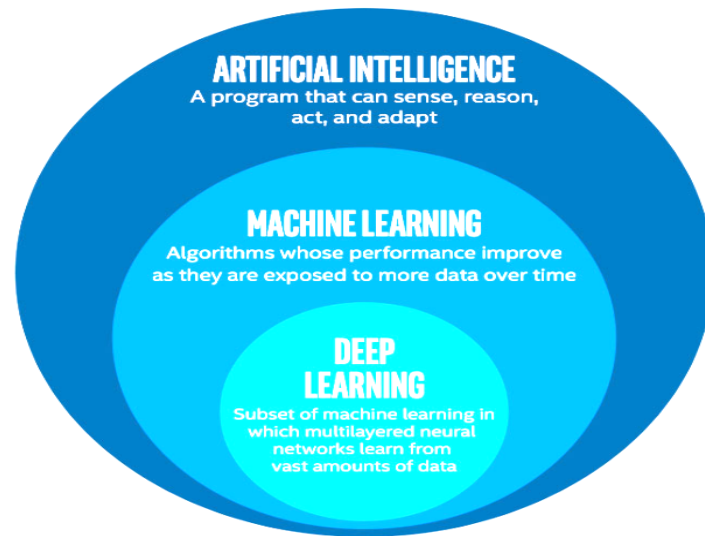 ARTIFICIAL INTELLIGENCE
A program that can sense, reason,
act, and adapt
MACHINE LEARNING
Algorithms whose performance improve
as they are exposed to more data over time
DEEP
LEARNING
Subset of machine learning in
which multilayered neural
networks learn from
vast amounts of data